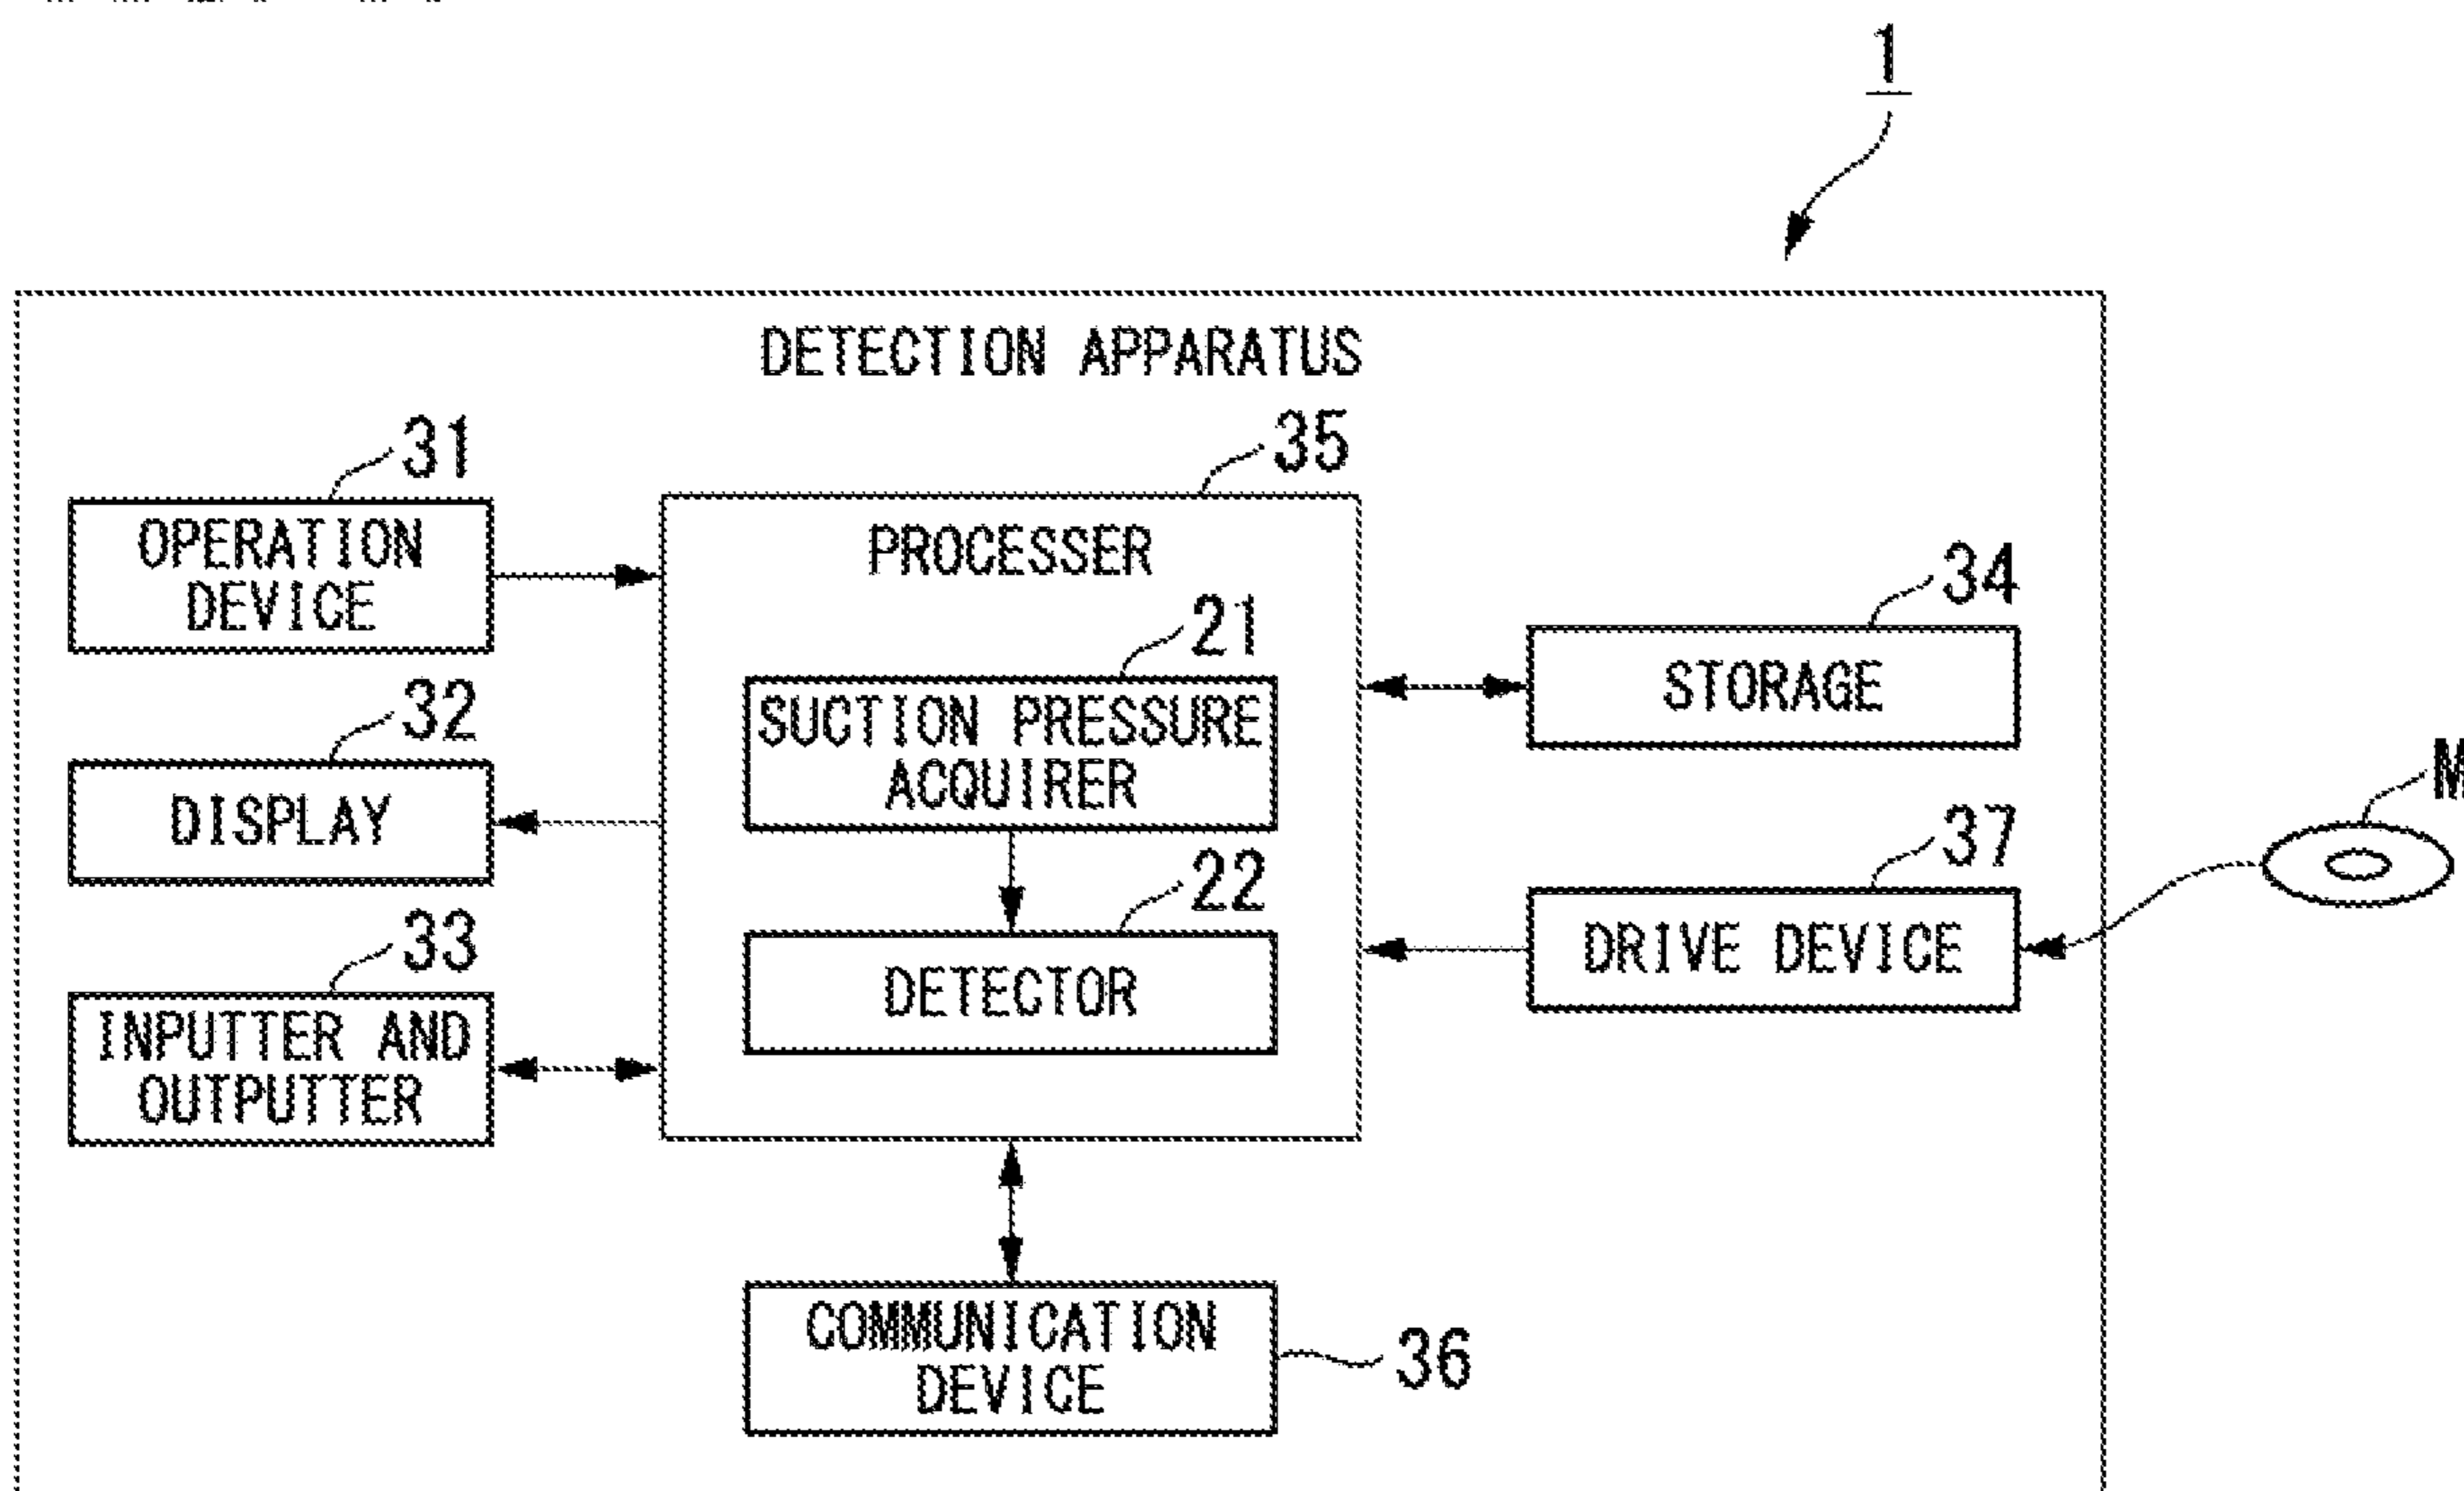 1
DETECTION APPARATUS
31
OPERATION
DEVICE
35
PROCESSER
21
SUCTION PRESSURE
ACQUIRER
34
STORAGE
32
DISPLAY
M
37
DRIVE DEVICE
22
DETECTOR
33
INPUTTER AND
OUTPUTTER
COMMUNICATION
DEVICE
36